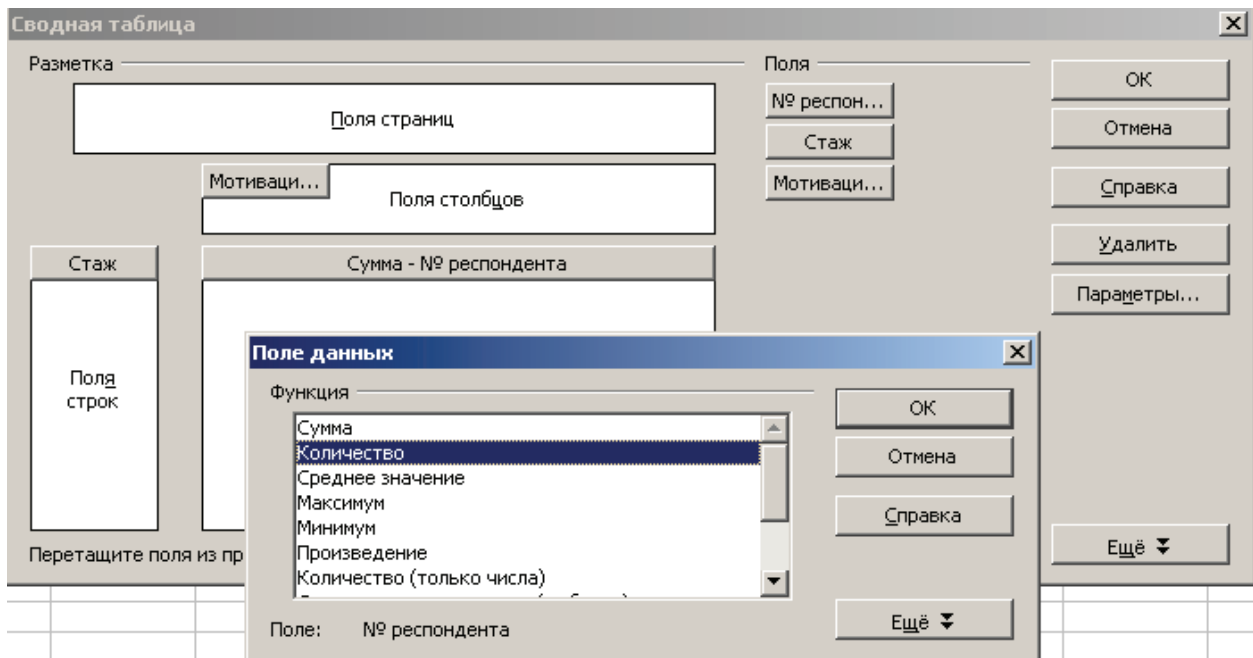 Сводная таблица
Разметка
Поля страниц
Мотиваци...
Поля столбцов
Стаж
Сумма - № респондента
Поля
строк
Перетащите поля из пр
Поля
№ респон...
Стаж
Мотиваци...
ОК
Отмена
Справка
Удалить
Параметры...
Ещё
Поле данных
Функция
Сумма
Количество
Среднее значение
Максимум
Минимум
Произведение
Количество (только числа)
Поле: № респондента
ОК
Отмена
Справка
Ещё